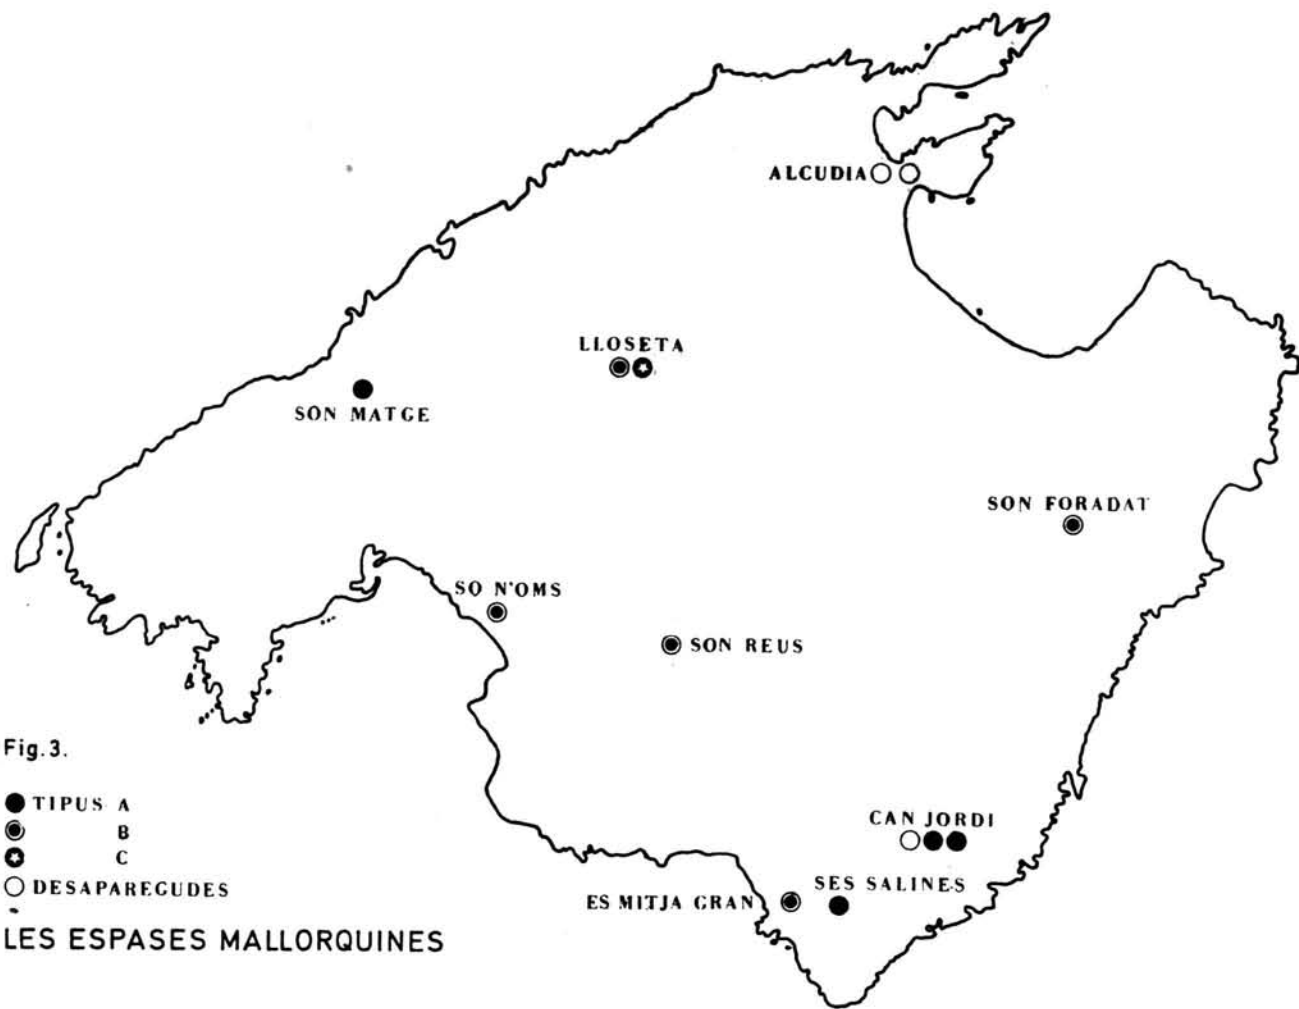 ALCUDIA
LLOSETA
SON MATGE
SON FORADAT
SO N'OMS
SON REUS
CAN JORDI
SES SALINES
ES MITJA GRAN
Fig.3.
TIPUS A
B
C
DESAPAREGUDES
LES ESPASES MALLORQUINES